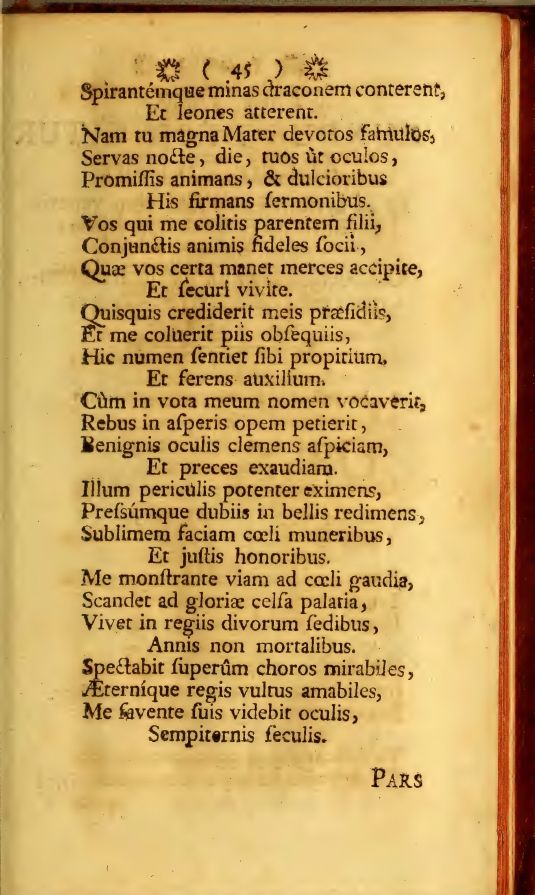 ( 45 )
Spirantémque minas draconem conterent,
Et leones atterent.
Nam tu magna Mater devotos famulos,
Servas nocte, die, tuos ùt oculos,
Promiſſis animans, & dulcioribus
His firmans ſermonibus.
Vos qui me colitis parentem filii,
Conjunctis animis fideles ſocii,
Quæ vos certa manet merces accipite,
Et ſecuri vivite.
Quisquis crediderit meis præſidiis,
Et me coluerit piis obſequiis,
Hic numen ſentiet ſibi propitium,
Et ferens auxilium.
Cùm in vota meum nomen vocaverit,
Rebus in aſperis opem petierit,
Benignis oculis clemens aſpiciam,
Et preces exaudiam.
Illum periculis potenter eximens,
Preſsúmque dubiis in bellis redimens,
Sublimem faciam cœli muneribus,
Et juſtis honoribus.
Me monſtrante viam ad cœli gaudia,
Scandet ad gloriæ celſa palatia,
Vivet in regiis divorum ſedibus,
Annis non mortalibus.
Spectabit ſuperûm choros mirabiles,
Æterníque regis vultus amabiles,
Me favente ſuis videbit oculis,
Sempiternis ſeculis.
PARS